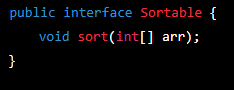 public interface Sortable {
    void sort(int[] arr);
}